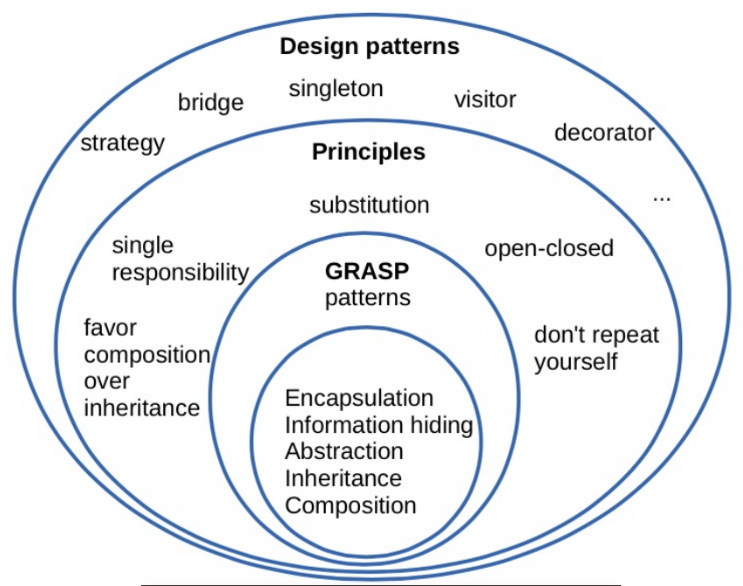 Design patterns
singleton
bridge
visitor
strategy
decorator
...
Principles
substitution
single
responsibility
open-closed
favor
composition
over
inheritance
don't repeat
yourself
GRASP
patterns
Encapsulation
Information hiding
Abstraction
Inheritance
Composition